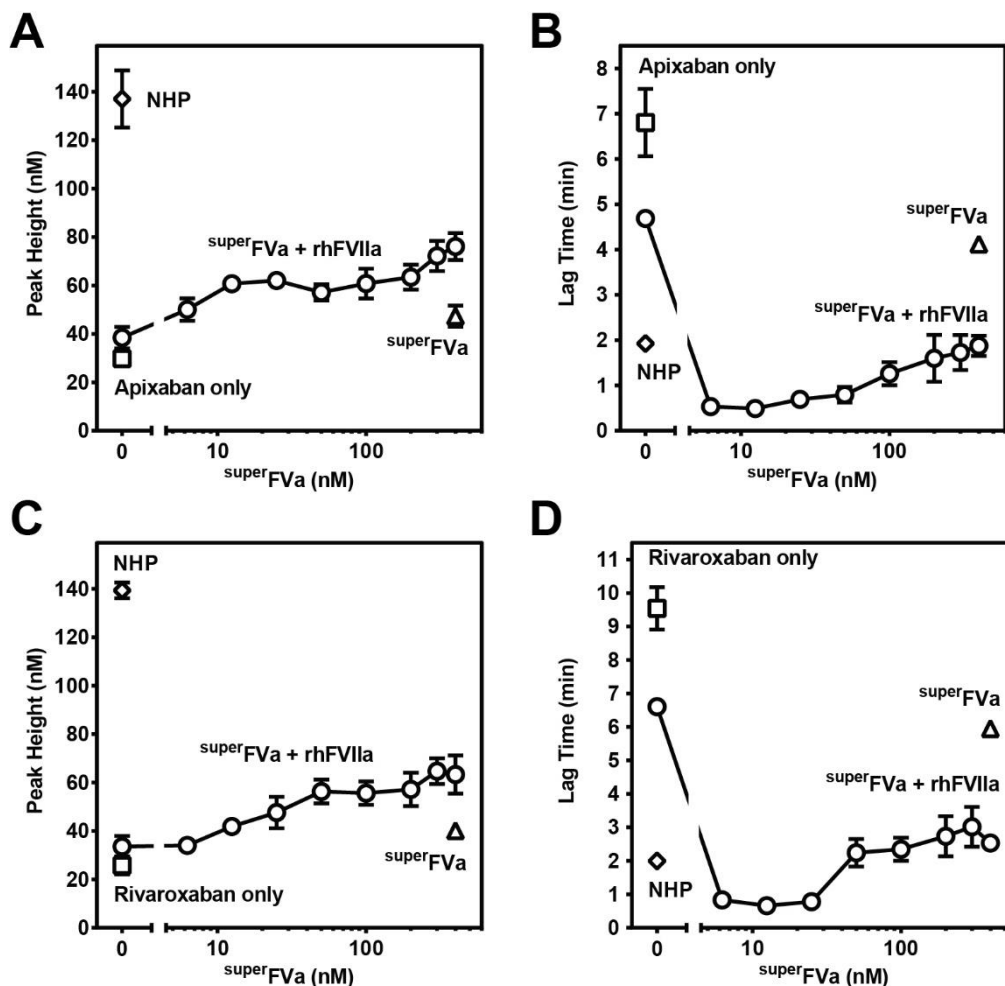 A
Peak Height (nM)
140
120
100
80
60
40
20
0
NHP
superFVa + rhFVIIa
superFVa
Apixaban only
0 10 100
superFVa (nM)
B
Lag Time (min)
8
7
6
5
4
3
2
1
0
Apixaban only
superFVa
superFVa + rhFVIIa
NHP
0 10 100
superFVa (nM)
C
Peak Height (nM)
140
120
100
80
60
40
20
0
NHP
superFVa + rhFVIIa
superFVa
Rivaroxaban only
0 10 100
superFVa (nM)
D
Lag Time (min)
11
10
9
8
7
6
5
4
3
2
1
0
Rivaroxaban only
superFVa
superFVa + rhFVIIa
NHP
0 10 100
superFVa (nM)